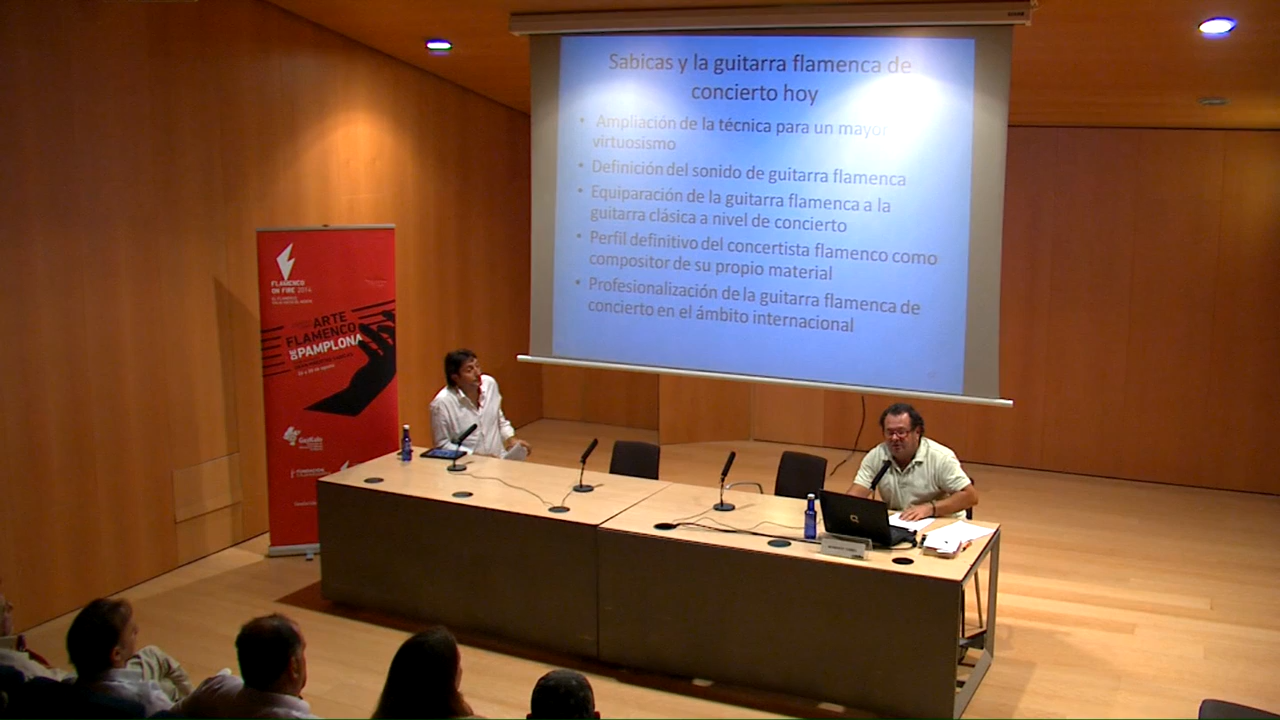 Sabicas y la guitarra flamenca de
concierto hoy
• Ampliación de la técnica para un mayor
virtuosismo
• Definición del sonido de guitarra flamenca
• Equiparación de la guitarra flamenca a la
guitarra clásica a nivel de concierto
• Perfil definitivo del concertista flamenco como
compositor de su propio material
• Profesionalización de la guitarra flamenca de
concierto en el ámbito internacional
FLAMENCO
ON FIRE 2014
ARTE
FLAMENCO
DE PAMPLONA
FUNDACIÓN